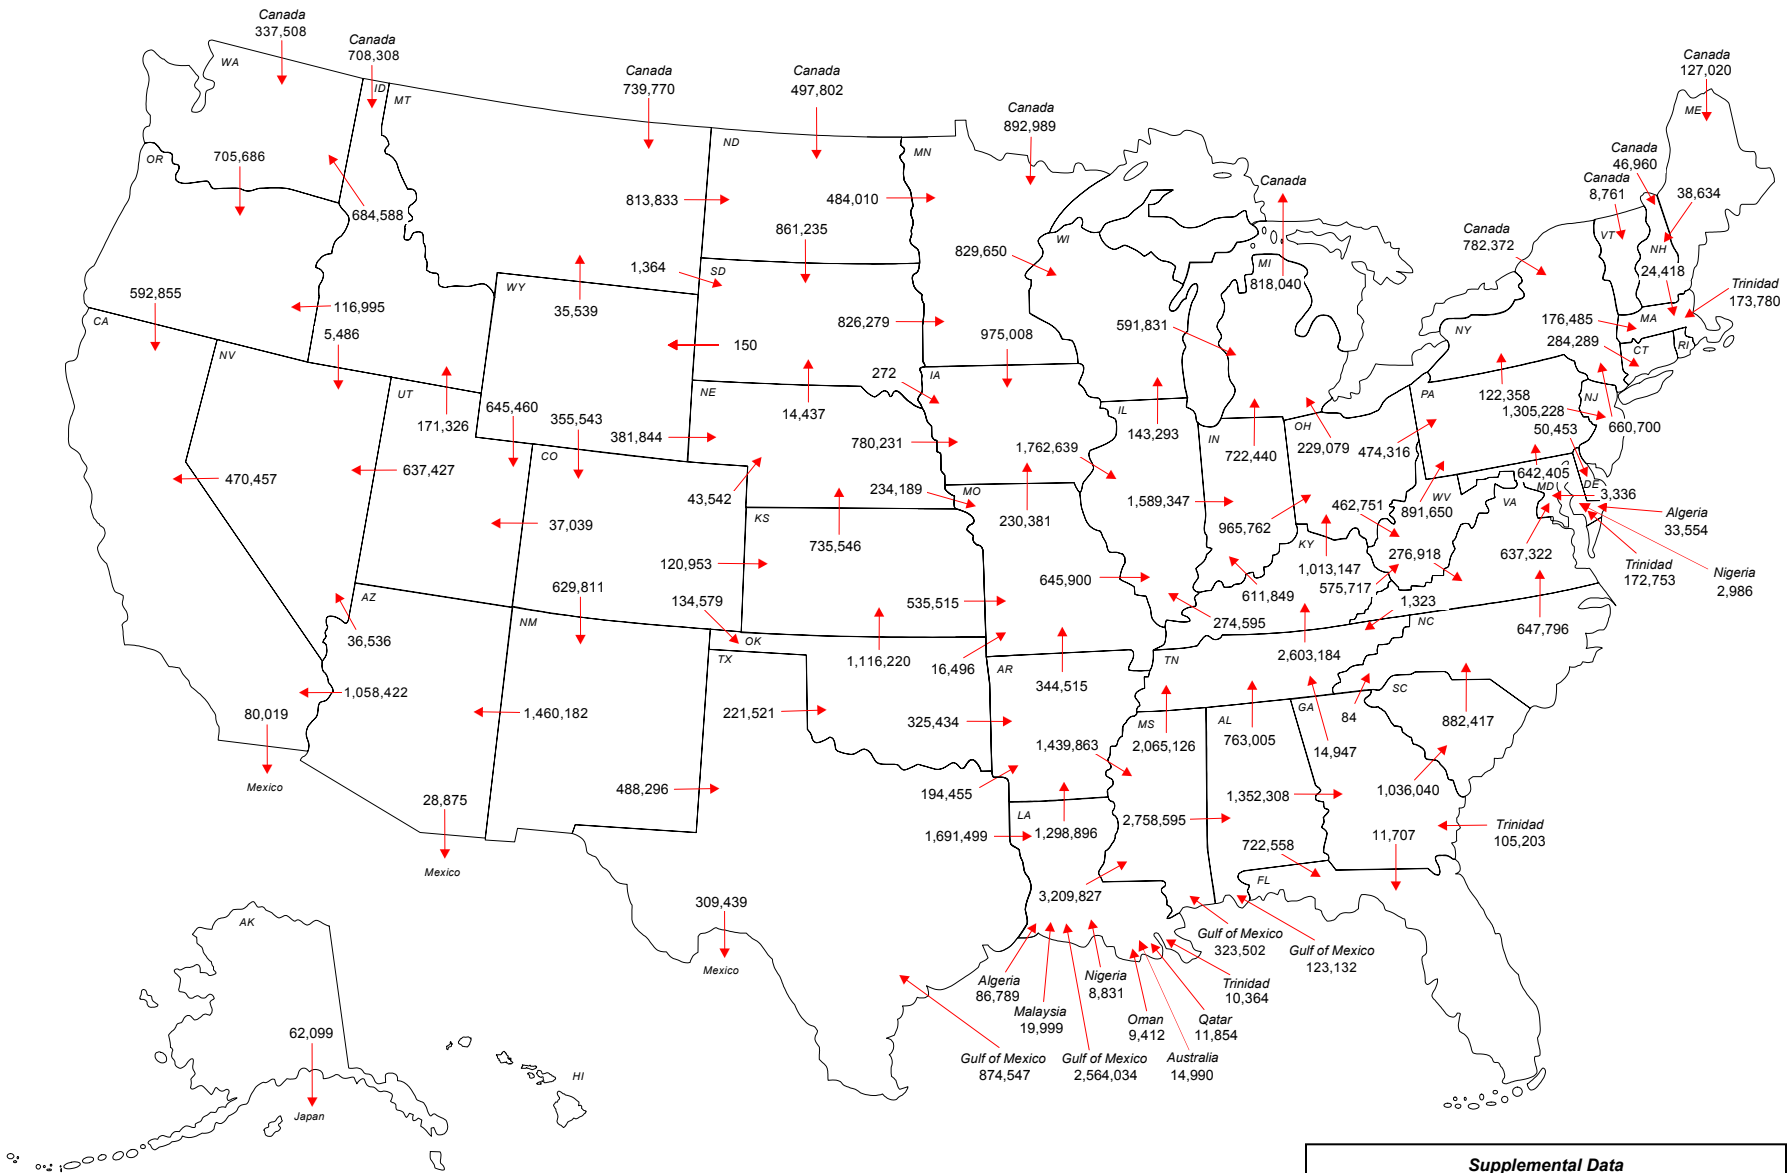 Canada
337,508
Canada
708,308
Canada
739,770
Canada
497,802
Canada
892,989
Canada
127,020
WA
ID
MT
ND
MN
ME
OR
705,686
684,588
813,833
484,010
861,235
Canada
818,040
Canada
46,960
Canada
8,761
38,634
Canada
782,372
VT
NH
24,418
Trinidad
173,780
WI
829,650
MI
1,364
SD
WY
35,539
592,855
CA
116,995
5,486
NV
826,279
975,008
591,831
150
NY
176,485
MA
284,289
CT
RI
272
IA
UT
171,326
645,460
355,543
381,844
NE
14,437
780,231
IL
143,293
IN
722,440
OH
229,079
PA
122,358
NJ
1,305,228
660,700
474,316
50,453
470,457
637,427
CO
43,542
234,189
MO
230,381
1,762,639
1,589,347
642,405
MD
DE
3,336
WV
891,650
VA
462,751
Algeria
33,554
37,039
KS
735,546
120,953
965,762
KY
1,013,147
276,918
575,717
637,322
Trinidad
172,753
Nigeria
2,986
629,811
134,579
535,515
645,900
611,849
274,595
1,323
NC
647,796
AZ
36,536
NM
OK
TX
1,116,220
16,496
AR
344,515
TN
2,603,184
1,058,422
1,460,182
221,521
325,434
MS
2,065,126
AL
763,005
GA
14,947
84
SC
882,417
80,019
Mexico
1,439,863
488,296
194,455
28,875
Mexico
1,352,308
1,036,040
LA
1,298,896
1,691,499
2,758,595
722,558
11,707
Trinidad
105,203
FL
3,209,827
309,439
Mexico
Gulf of Mexico
323,502
Gulf of Mexico
123,132
AK
Algeria
86,789
Malaysia
19,999
Nigeria
8,831
Trinidad
10,364
Oman
9,412
Qatar
11,854
Gulf of Mexico
874,547
Gulf of Mexico
2,564,034
Australia
14,990
62,099
Japan
HI
Supplemental Data